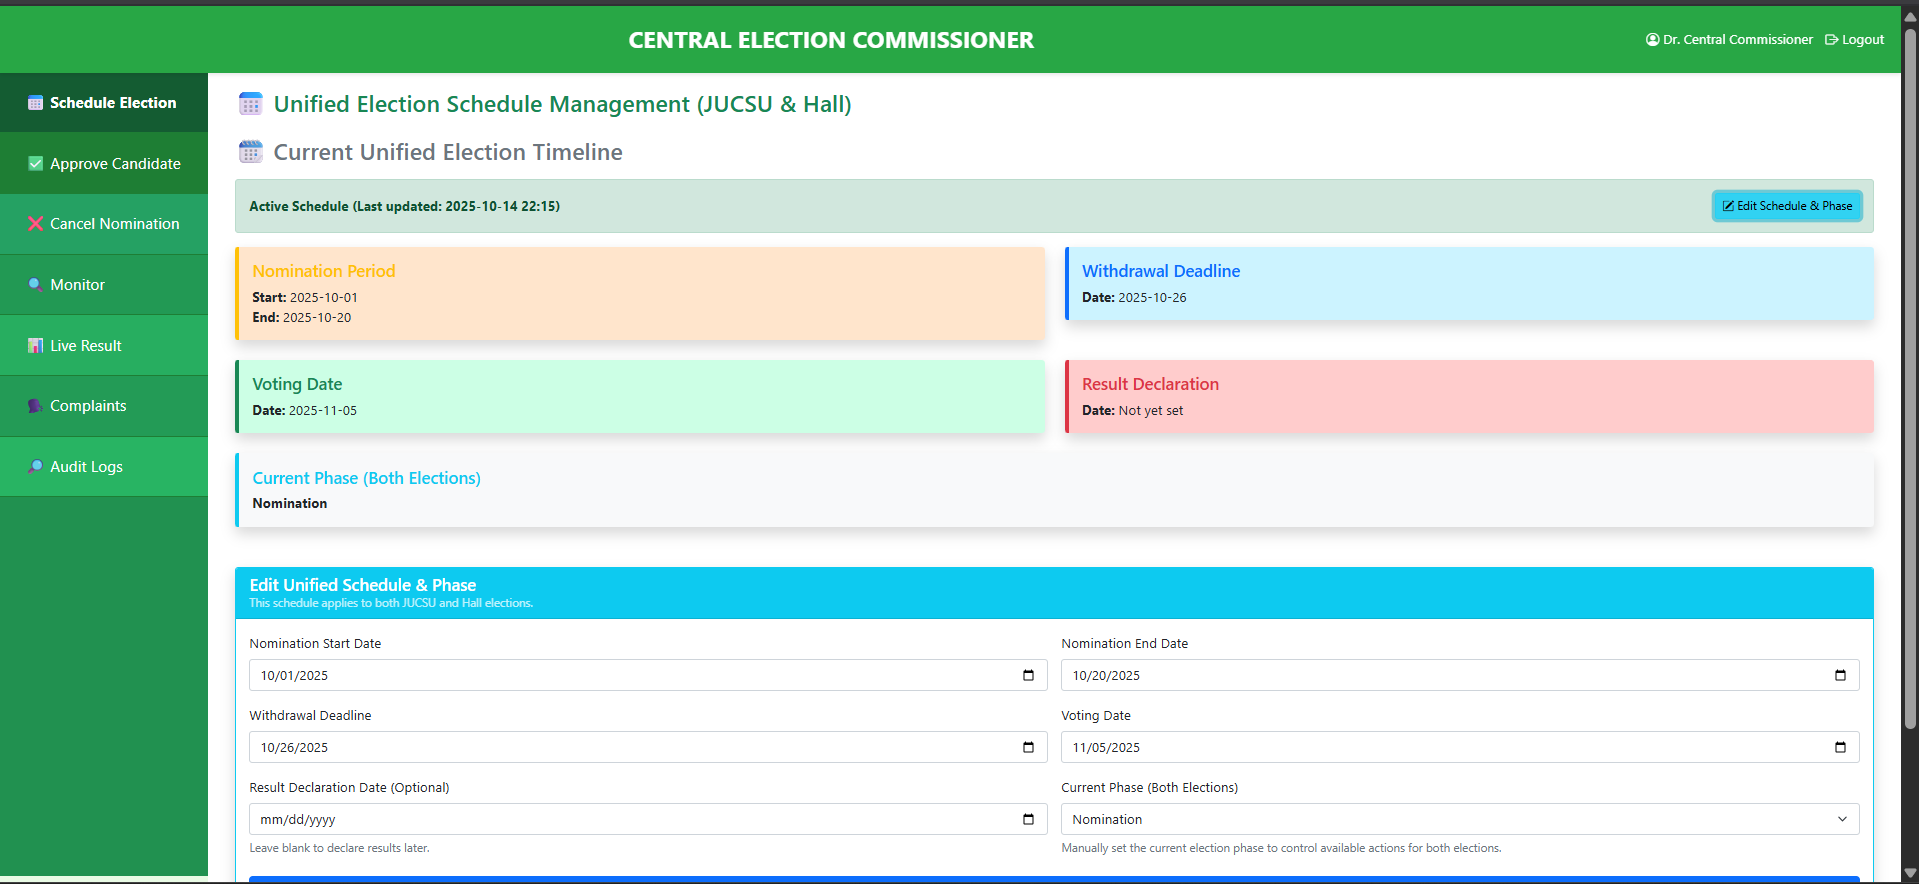 CENTRAL ELECTION COMMISSIONER
Dr. Central Commissioner
Logout
Schedule Election
Approve Candidate
Cancel Nomination
Monitor
Live Result
Complaints
Audit Logs
Unified Election Schedule Management (JUCSU & Hall)
Current Unified Election Timeline
Active Schedule (Last updated: 2025-10-14 22:15)
Edit Schedule & Phase
Nomination Period
Start: 2025-10-01
End: 2025-10-20
Withdrawal Deadline
Date: 2025-10-26
Voting Date
Date: 2025-11-05
Result Declaration
Date: Not yet set
Current Phase (Both Elections)
Nomination
Edit Unified Schedule & Phase
This schedule applies to both JUCSU and Hall elections.
Nomination Start Date
10/01/2025
Nomination End Date
10/20/2025
Withdrawal Deadline
10/26/2025
Voting Date
11/05/2025
Result Declaration Date (Optional)
mm/dd/yyyy
Leave blank to declare results later.
Current Phase (Both Elections)
Nomination
Manually set the current election phase to control available actions for both elections.